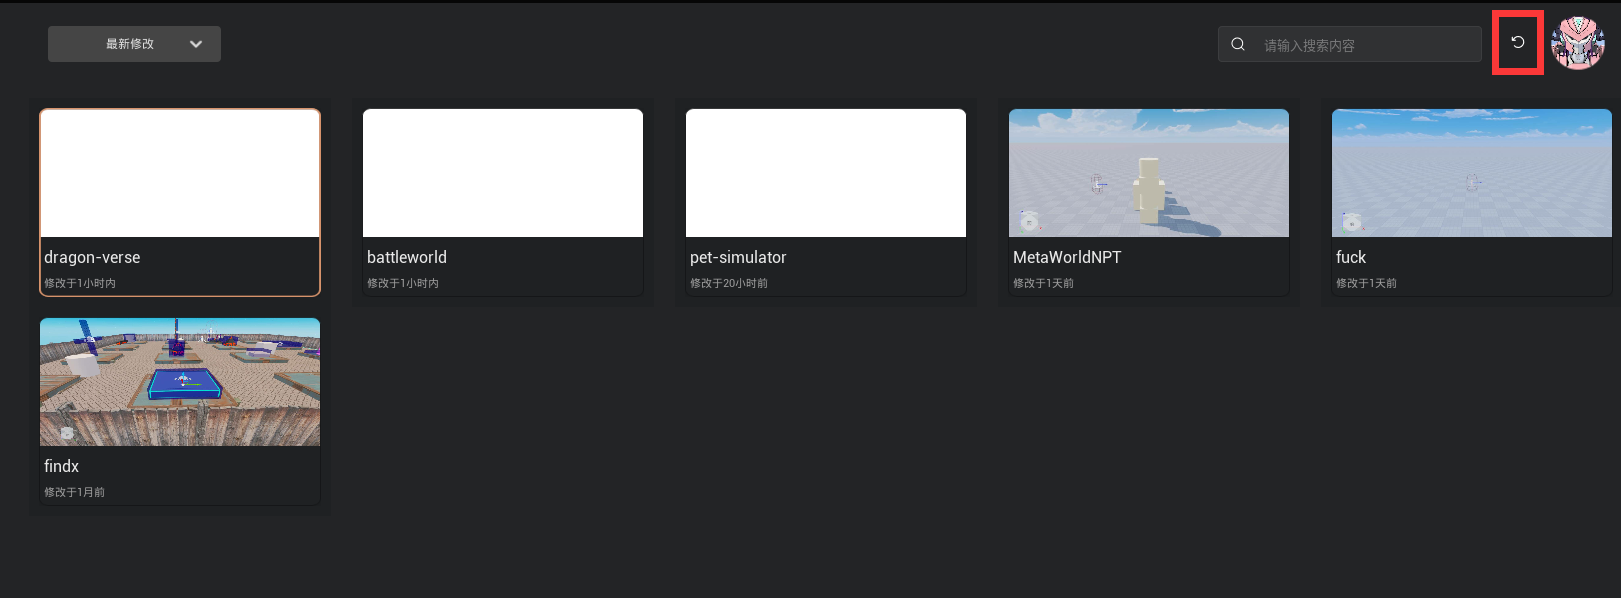 最新修改
请输入搜索内容
dragon-verse
修改于1小时内
battleworld
修改于1小时内
pet-simulator
修改于20小时前
MetaWorldNPT
修改于1天前
fuck
修改于1天前
findx
修改于1月前